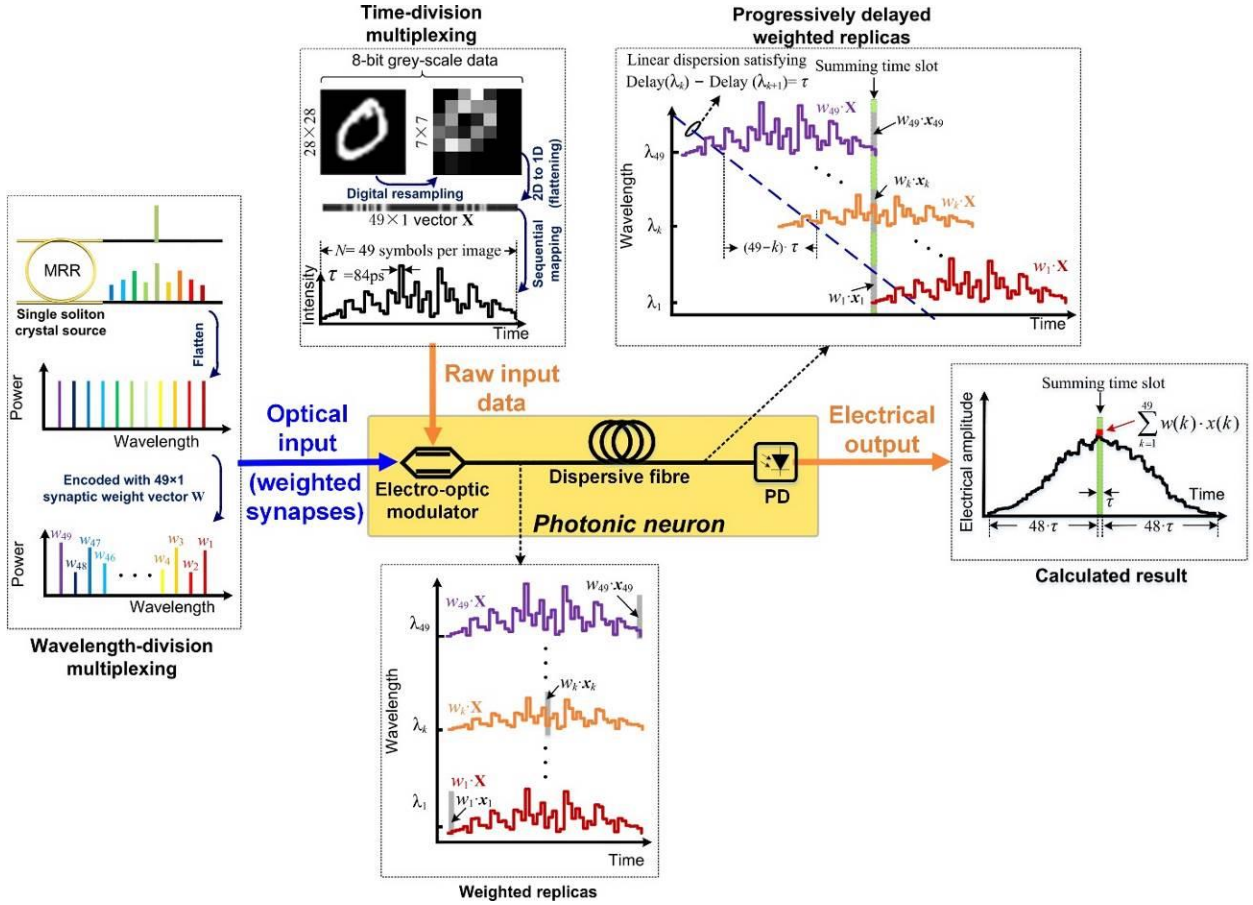 Time-division
multiplexing
8-bit grey-scale data
28×28
7×7
Digital resampling
2D to 1D
(flattening)
49×1 vector X
Sequential
mapping
N= 49 symbols per image
τ =84ps
Intensity
Time
Progressively delayed
weighted replicas
Linear dispersion satisfying
Delay(λk) − Delay (λk+1)= τ
Summing time slot
w49·X
w49·x49
λ49
wk·xk
wk·X
λk
(49−k)· τ
w1·X
w1·x1
λ1
Wavelength
Time
MRR
Single soliton
crystal source
Flatten
Power
Wavelength
Encoded with 49×1
synaptic weight vector W
w49
w48
w47
w46
w4
w3
w2
w1
Power
Wavelength
Wavelength-division
multiplexing
Optical
input
(weighted
synapses)
Raw input
data
Electro-optic
modulator
Dispersive fibre
PD
Photonic neuron
Electrical
output
Summing time slot
49
∑ w(k)·x(k)
k=1
Electrical amplitude
Time
τ
48·τ
48·τ
Calculated result
w49·X
w49·x49
λ49
wk·xk
wk·X
λk
w1·X
w1·x1
λ1
Wavelength
Time
Weighted replicas